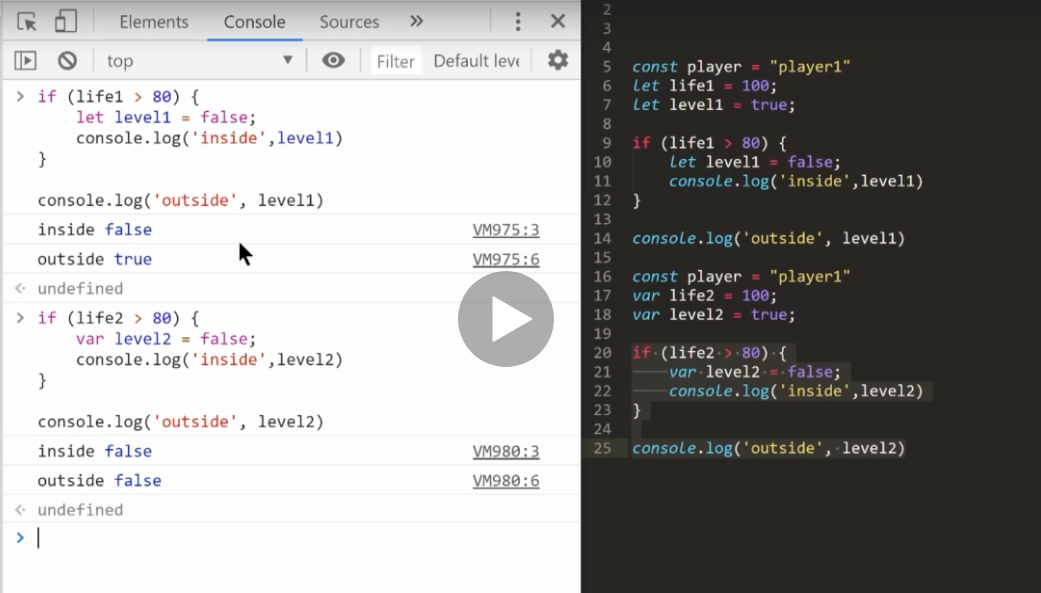 Elements Console Sources »
top Filter Default leve
> if (life1 > 80) {
let level1 = false;
console.log('inside',level1)
}
console.log('outside', level1)
inside false VM975:3
outside true VM975:6
undefined
> if (life2 > 80) {
var level2 = false;
console.log('inside',level2)
}
console.log('outside', level2)
inside false VM980:3
outside false VM980:6
undefined
>
2
3
4
5 const player = "player1"
6 let life1 = 100;
7 let level1 = true;
8
9 if (life1 > 80) {
10 let level1 = false;
11 console.log('inside',level1)
12 }
13
14 console.log('outside', level1)
15
16 const player = "player1"
17 var life2 = 100;
18 var level2 = true;
19
20 if (life2 > 80) {
21 var level2 = false;
22 console.log('inside',level2)
23 }
24
25 console.log('outside', level2)